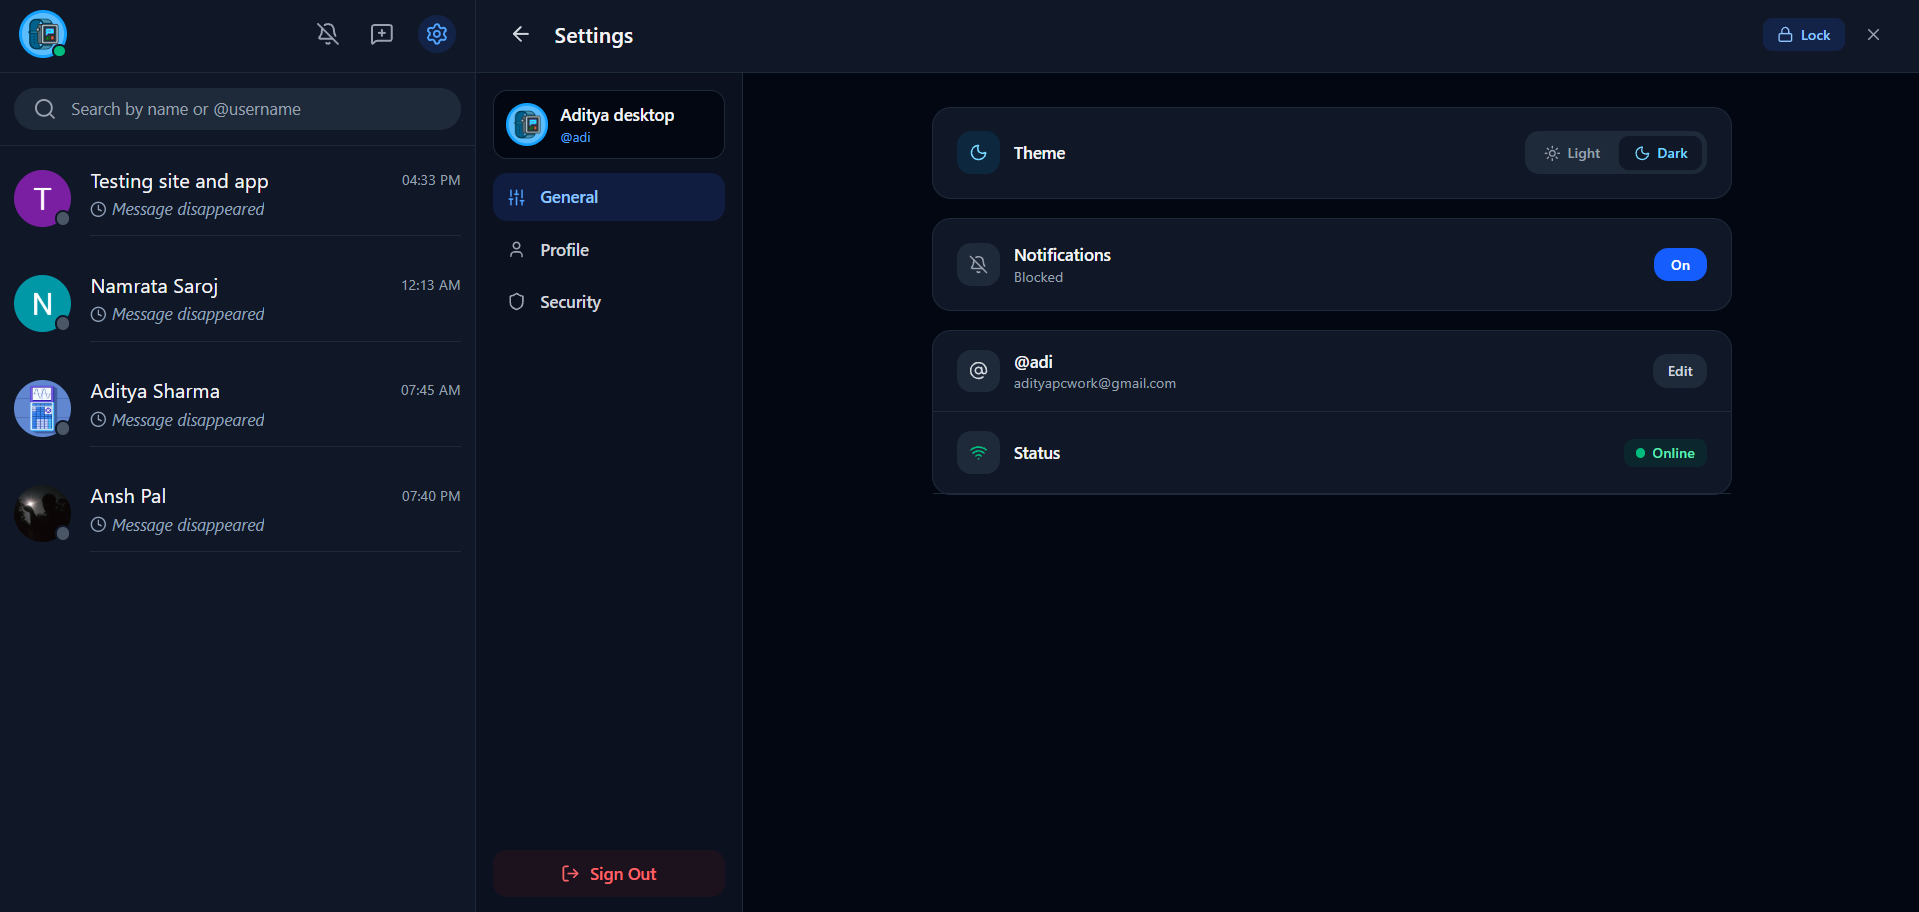 Search by name or @username
T
Testing site and app
04:33 PM
Message disappeared
N
Namrata Saroj
12:13 AM
Message disappeared
Aditya Sharma
07:45 AM
Message disappeared
Ansh Pal
07:40 PM
Message disappeared
Settings
Lock
Aditya desktop
@adi
General
Profile
Security
Sign Out
Theme
Light
Dark
Notifications
Blocked
On
@adi
adityapcwork@gmail.com
Edit
Status
Online